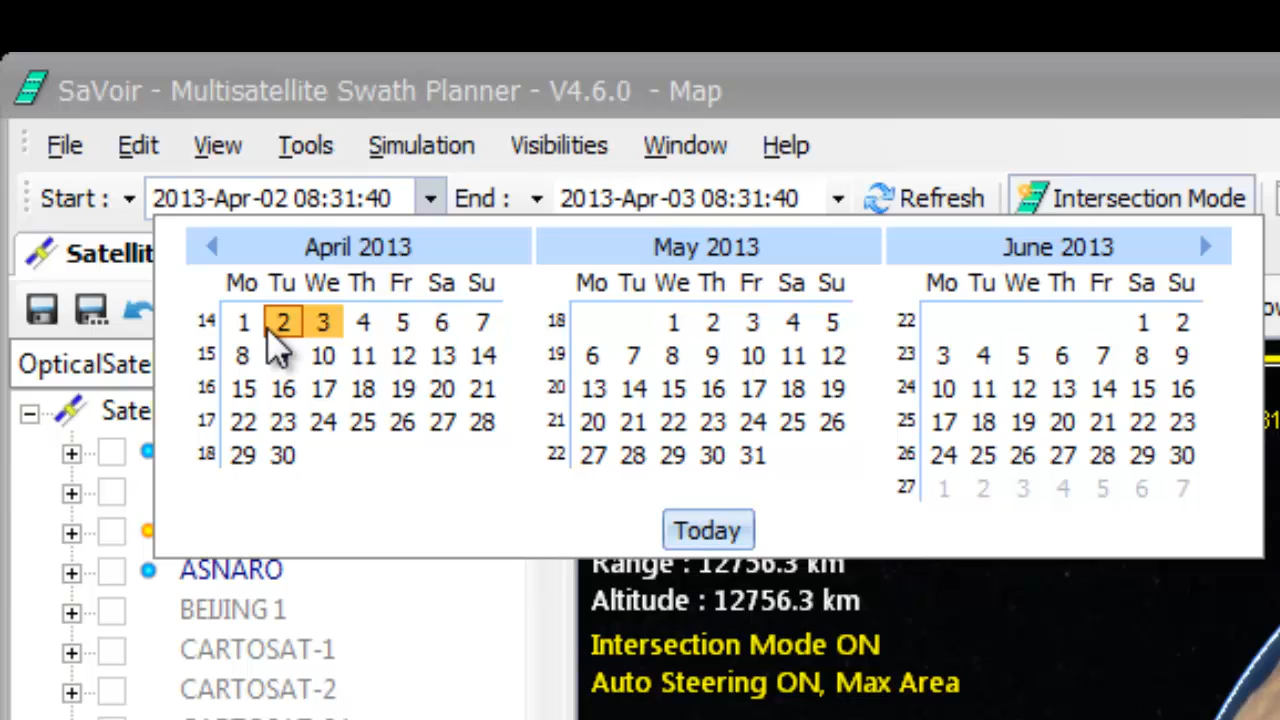 SaVoir - Multisatellite Swath Planner - V4.6.0 - Map
File Edit View Tools Simulation Visibilities Window Help
Start : 2013-Apr-02 08:31:40 End : 2013-Apr-03 08:31:40 Refresh Intersection Mode
Satellit
April 2013 May 2013 June 2013
Mo Tu We Th Fr Sa Su Mo Tu We Th Fr Sa Su Mo Tu We Th Fr Sa Su
14 1 2 3 4 5 6 7 18 1 2 3 4 5 22 1 2
15 8 10 11 12 13 14 19 6 7 8 9 10 11 12 23 3 4 5 6 7 8 9
OpticalSate
16 15 16 17 18 19 20 21 20 13 14 15 16 17 18 19 24 10 11 12 13 14 15 16
Sate
17 22 23 24 25 26 27 28 21 20 21 22 23 24 25 26 25 17 18 19 20 21 22 23
18 29 30 22 27 28 29 30 31 26 24 25 26 27 28 29 30
27 1 2 3 4 5 6 7
Today
Range : 12756.3 km
ASNARO
Altitude : 12756.3 km
BEIJING 1
Intersection Mode ON
CARTOSAT-1
Auto Steering ON, Max Area
CARTOSAT-2